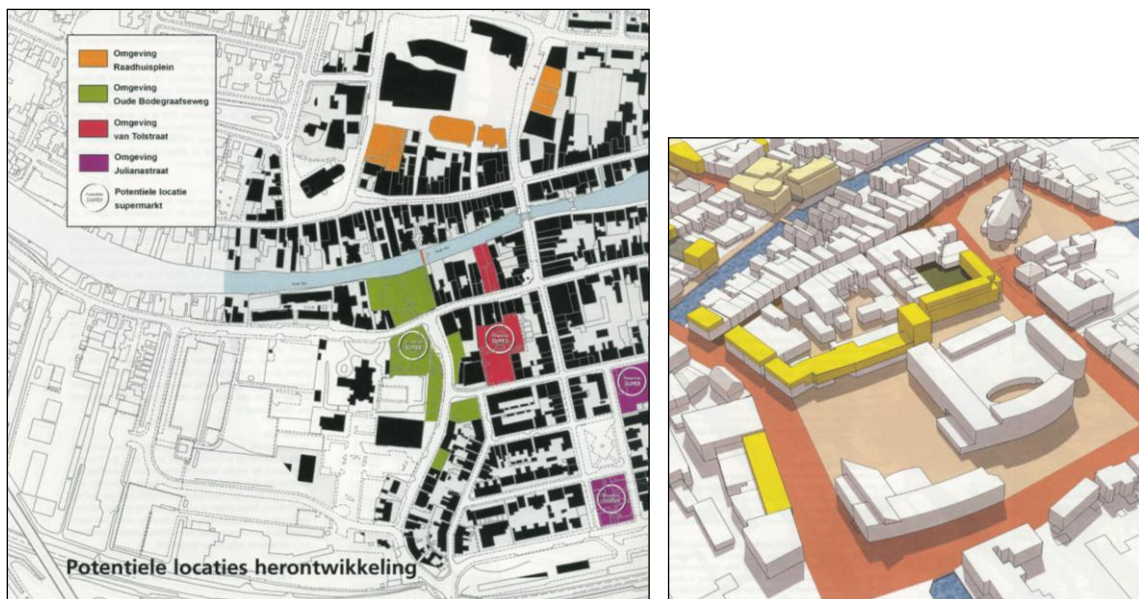 Omgeving
Raadhuisplein
Omgeving
Oude Bodegraafseweg
Omgeving
van Tolstraat
Omgeving
Julianastraat
Potentiele locatie
supermarkt
Potentiele locaties herontwikkeling